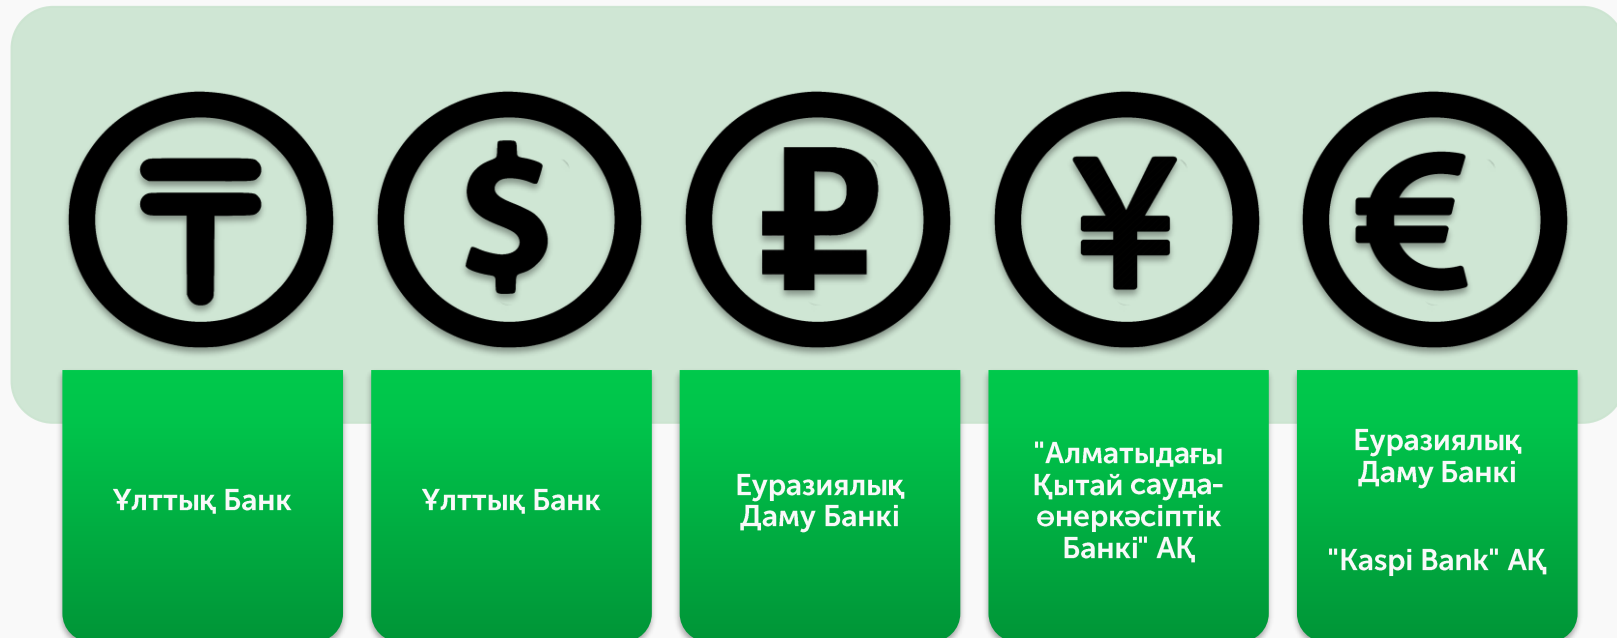 ₸ $ ₽ ¥ €
Ұлттық Банк
Ұлттық Банк
Еуразиялық
Даму Банкі
"Алматыдағы
Қытай сауда-
өнеркәсіптік
Банкі" АҚ
Еуразиялық
Даму Банкі
"Kaspi Bank" АҚ